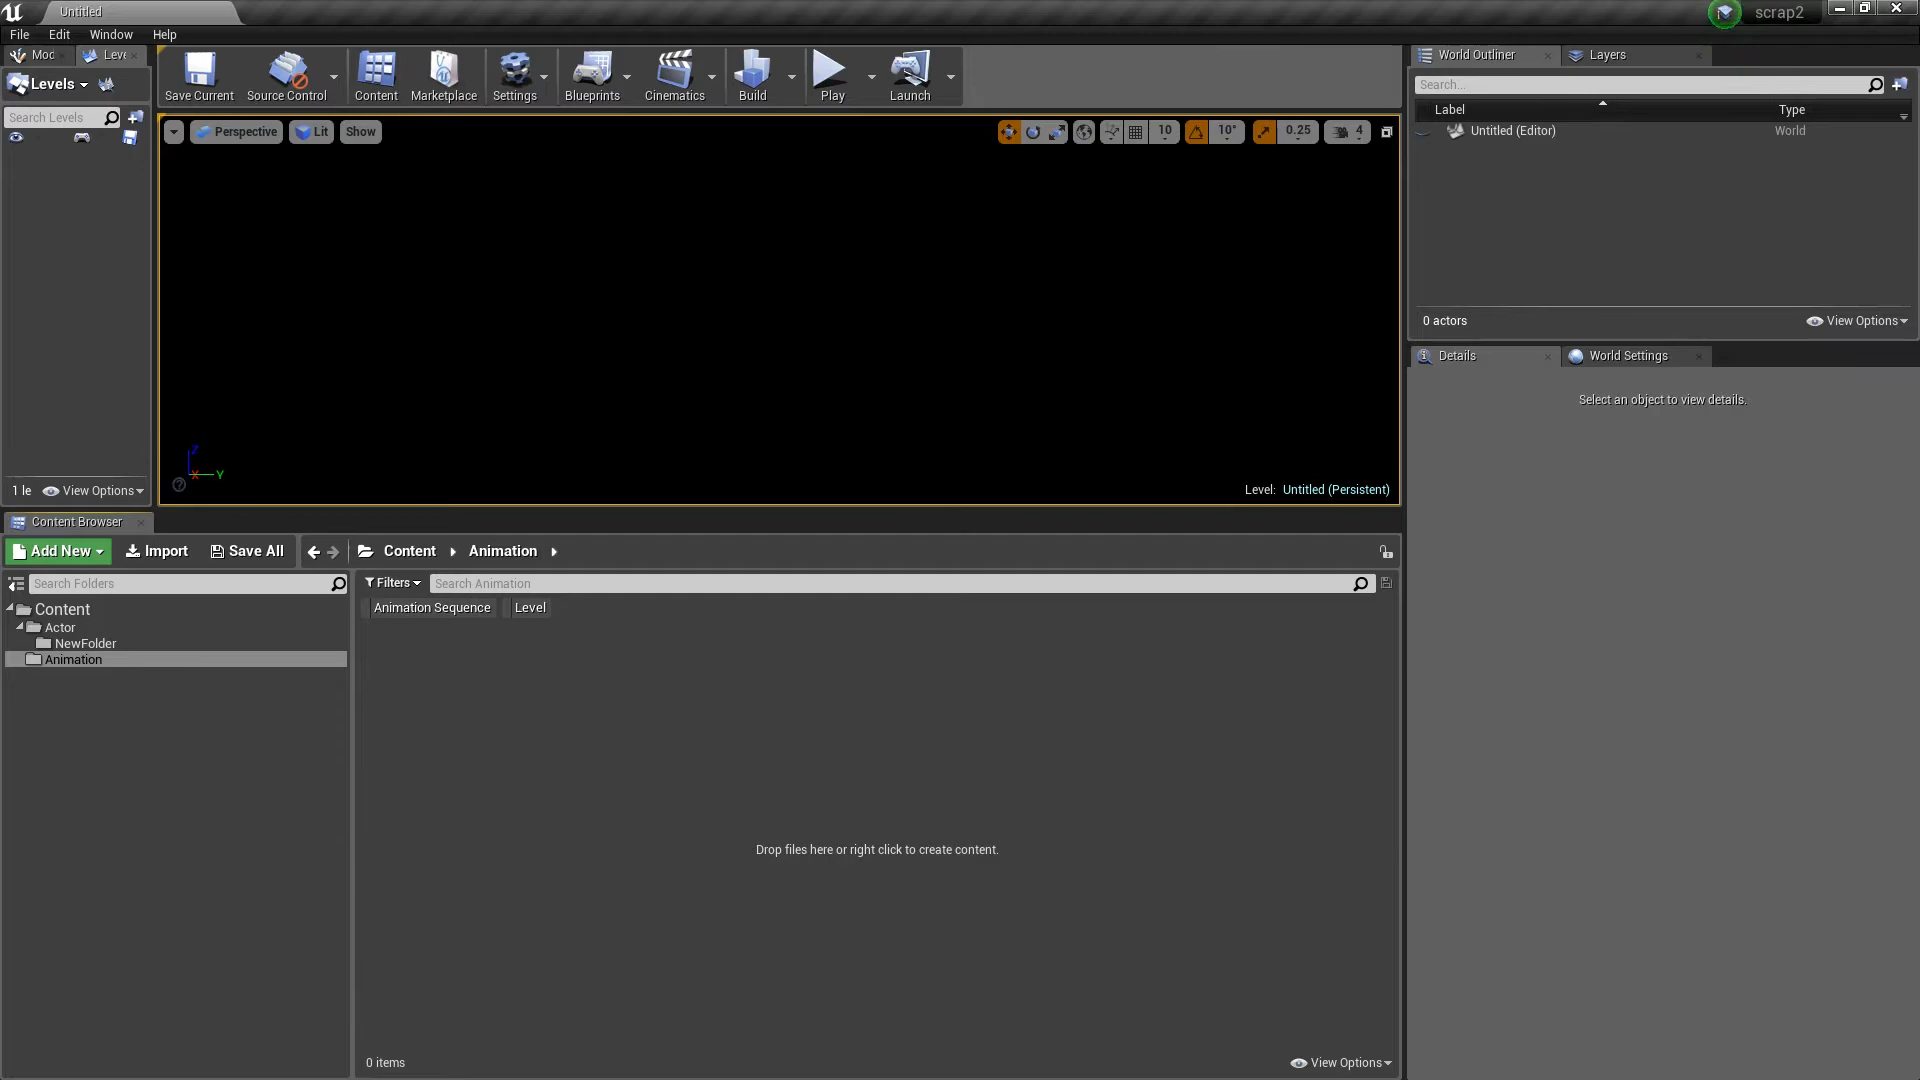 Untitled
scrap2
File Edit Window Help
Mod Leve
Levels
Search Levels
1 le View Options
Save Current Source Control Content Marketplace Settings Blueprints Cinematics Build Play Launch
Perspective Lit Show
10 10° 0.25 4
Z
X Y
Level: Untitled (Persistent)
World Outliner Layers
Search...
Label Type
Untitled (Editor) World
0 actors View Options
Details World Settings
Select an object to view details.
Content Browser
Add New Import Save All Content Animation
Search Folders
Content
Actor
NewFolder
Animation
Filters Search Animation
Animation Sequence Level
Drop files here or right click to create content.
0 items View Options